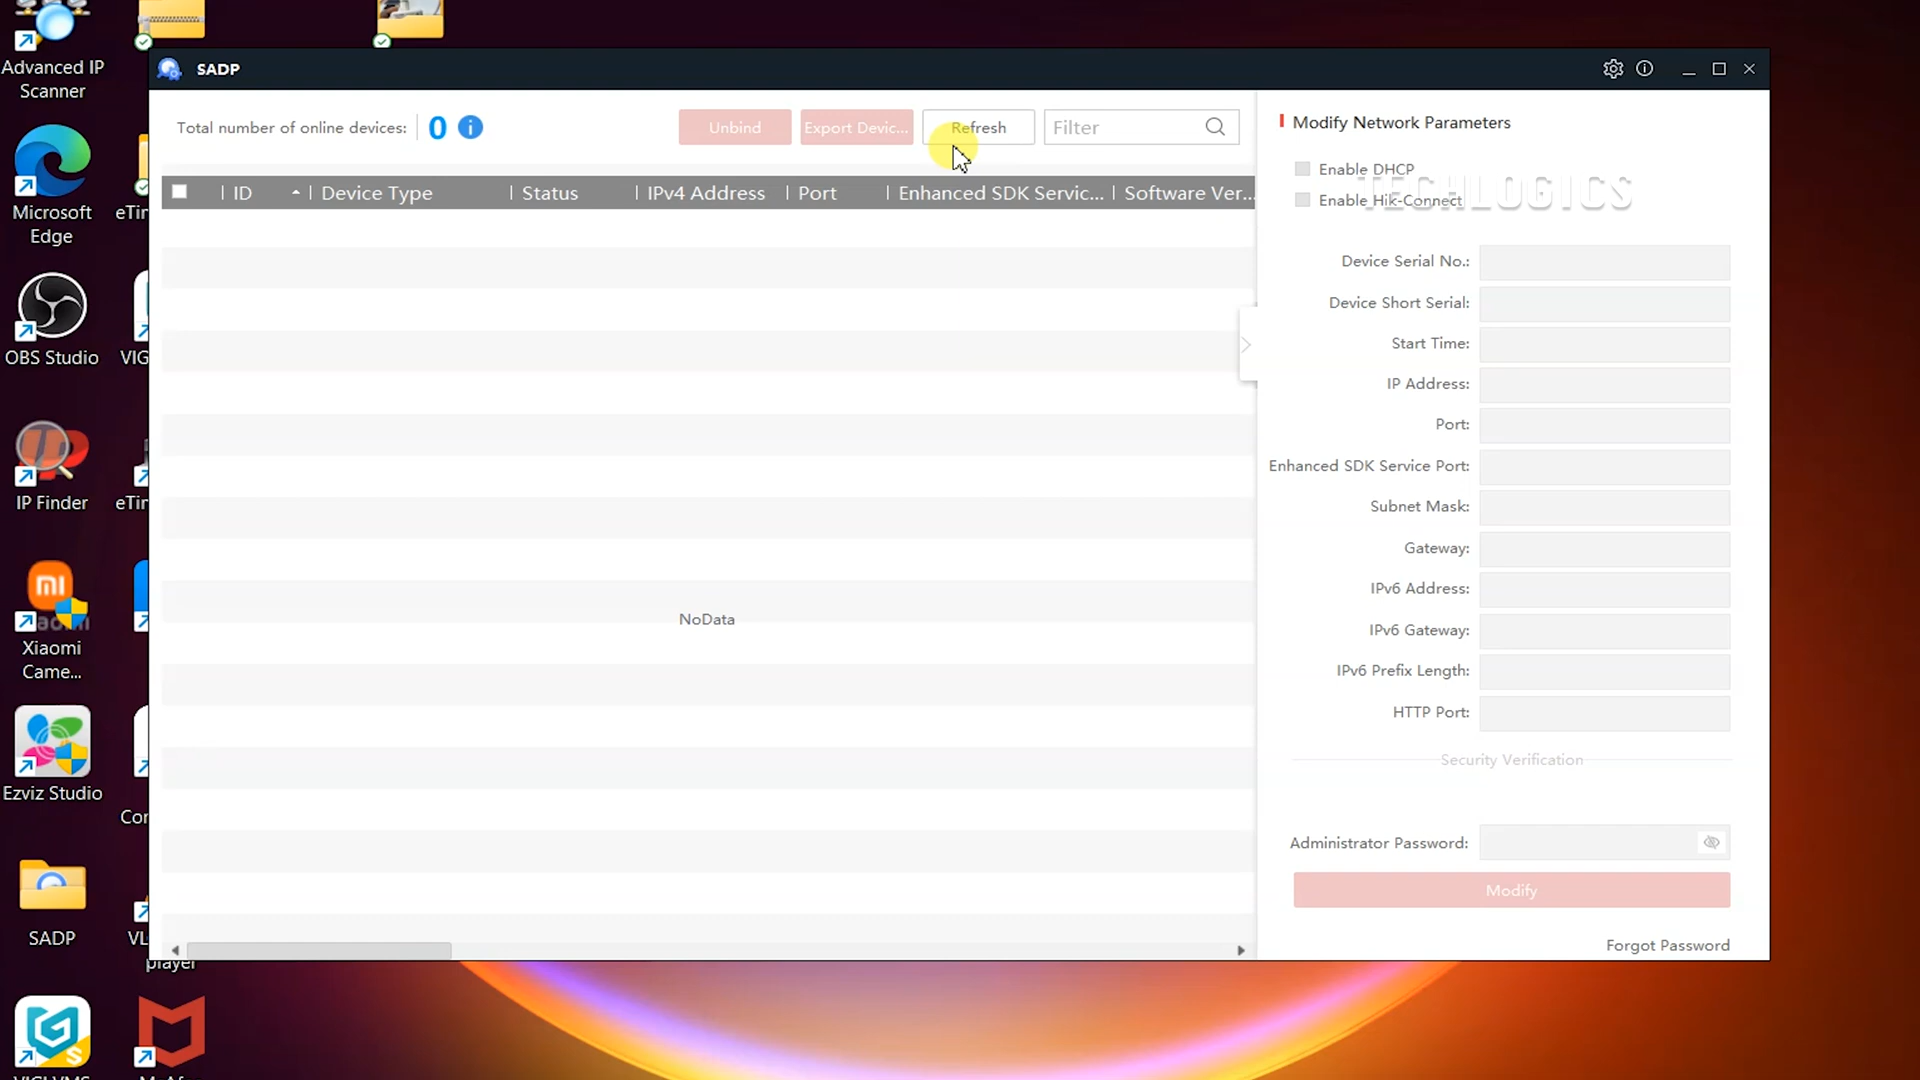 Advanced IP
Scanner
Microsoft
Edge
eTim
OBS Studio
VIG
IP Finder
eTim
Xiaomi
Came...
Ezviz Studio
Cor
SADP
VL
player
SADP
Total number of online devices: 0
Unbind
Export Devic...
Refresh
Filter
ID
Device Type
Status
IPv4 Address
Port
Enhanced SDK Servic...
Software Ver...
NoData
Modify Network Parameters
Enable DHCP
Enable Hik-Connect
TECHLOGICS
Device Serial No.:
Device Short Serial:
Start Time:
IP Address:
Port:
Enhanced SDK Service Port:
Subnet Mask:
Gateway:
IPv6 Address:
IPv6 Gateway:
IPv6 Prefix Length:
HTTP Port:
Security Verification
Administrator Password:
Modify
Forgot Password